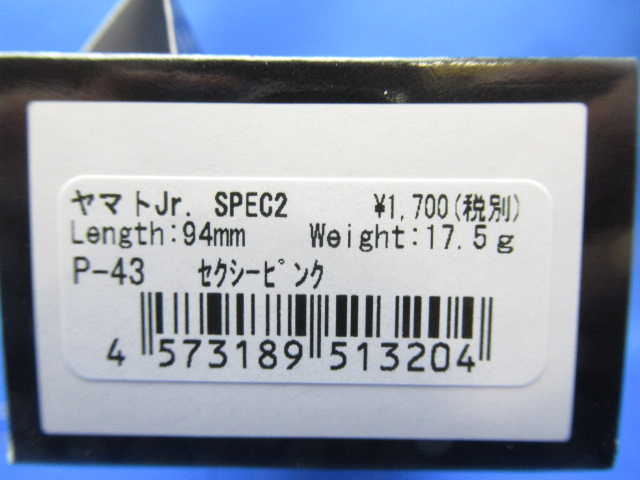 ヤマトJr. SPEC2 ¥1,700(税別)
Length:94mm Weight:17.5g
P-43 ｾｸｼｰﾋﾟﾝｸ
4 573189 513204